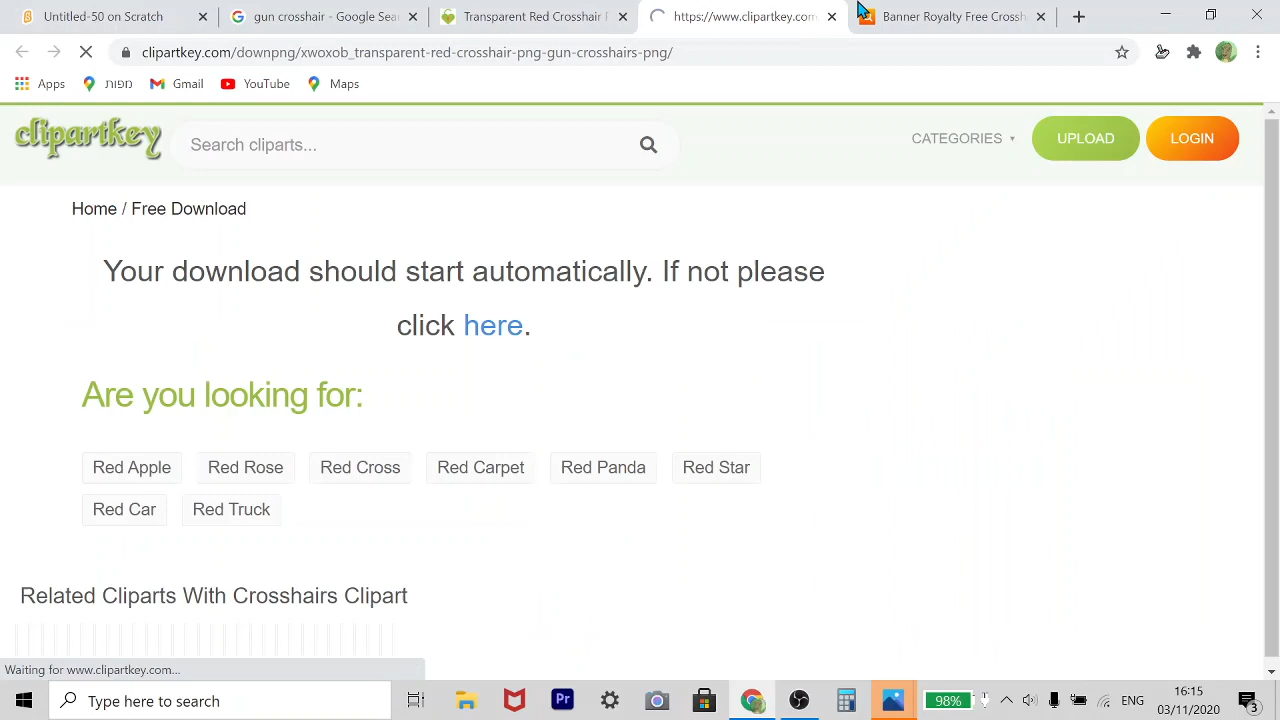 Untitled-50 on Scratch
gun crosshairs - Google Sea
Transparent Red Crosshair
https://www.clipartkey.com
Banner Royalty Free Crossh
clipartkey.com/downpng/xwoxob_transparent-red-crosshair-png-gun-crosshairs-png/
Apps
מפות
Gmail
YouTube
Maps
clipartkey
Search cliparts...
CATEGORIES
UPLOAD
LOGIN
Home / Free Download
Your download should start automatically. If not please
click here.
Are you looking for:
Red Apple
Red Rose
Red Cross
Red Carpet
Red Panda
Red Star
Red Car
Red Truck
Related Cliparts With Crosshairs Clipart
Waiting for www.clipartkey.com...
Type here to search
Pr
98%
ENG
16:15
03/11/2020
3